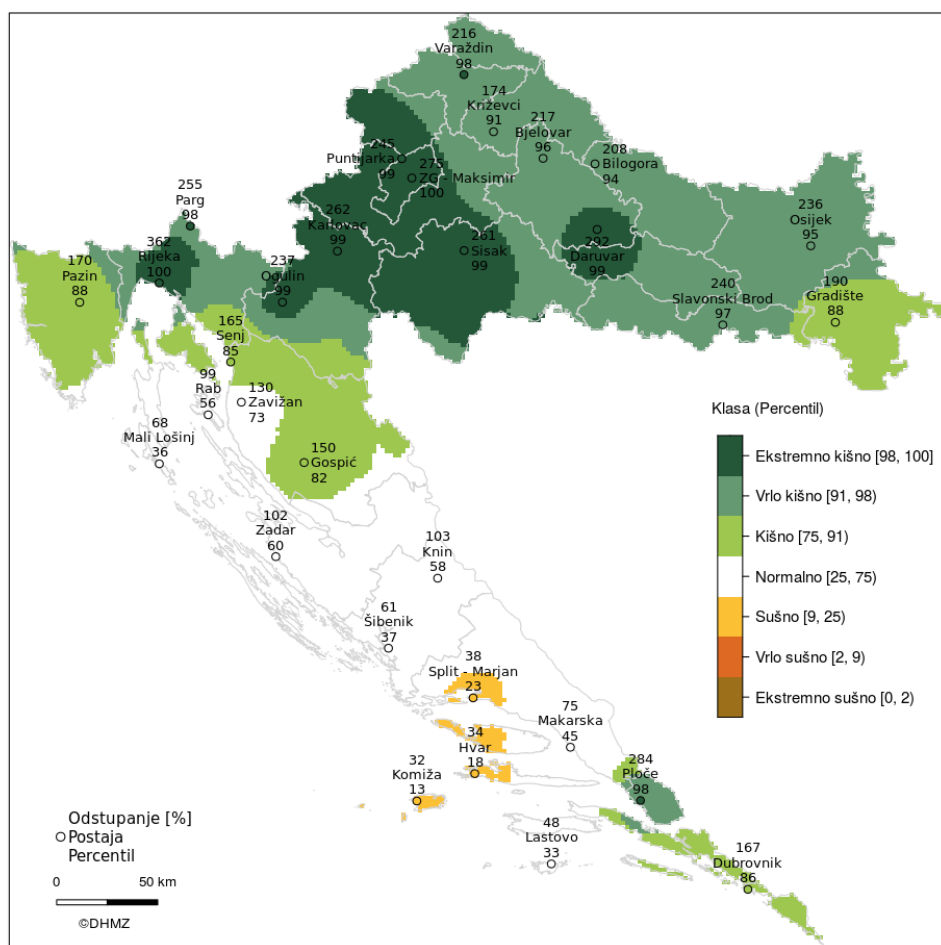 216
Varaždin
98
174
Križevci
91
217
Bjelovar
96
208
Bilogora
94
245
Puntijarka
99
275
ZG - Maksimir
100
255
Parg
98
262
Karlovac
99
261
Sisak
99
292
Daruvar
99
236
Osijek
95
362
Rijeka
100
237
Ogulin
99
170
Pazin
88
240
Slavonski Brod
97
190
Gradište
88
165
Senj
85
99
Rab
56
130
Zavižan
73
68
Mali Lošinj
36
150
Gospić
82
102
Zadar
60
103
Knin
58
61
Šibenik
37
38
Split - Marjan
23
75
Makarska
45
34
Hvar
18
32
Komiža
13
284
Ploče
98
48
Lastovo
33
167
Dubrovnik
86
Klasa (Percentil)
Ekstremno kišno [98, 100]
Vrlo kišno [91, 98)
Kišno [75, 91)
Normalno [25, 75)
Sušno [9, 25)
Vrlo sušno [2, 9)
Ekstremno sušno [0, 2)
Odstupanje [%]
Postaja
Percentil
0 50 km
©DHMZ